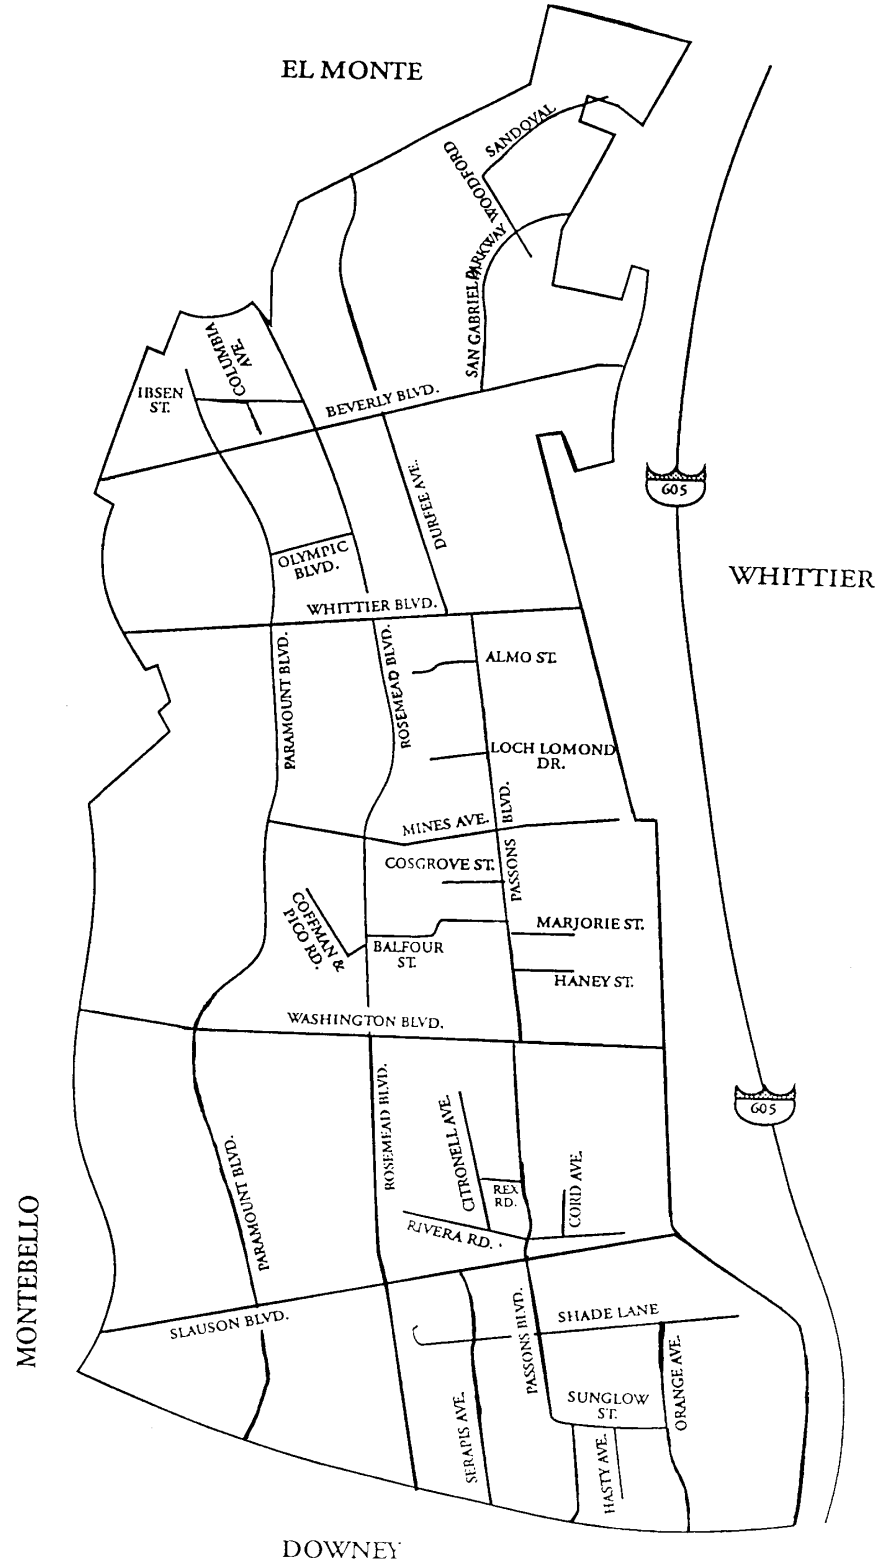 EL MONTE
SANDOVAL
WOODFORD
SAN GABRIEL PARKWAY
COLUMBIA
AVE.
IBSEN
ST.
BEVERLY BLVD.
DURFEE AVE.
605
OLYMPIC
BLVD.
WHITTIER
WHITTIER BLVD.
PARAMOUNT BLVD.
ROSEMEAD BLVD.
ALMO ST.
LOCH LOMOND
DR.
PASSONS BLVD.
MINES AVE.
COSGROVE ST.
COFFMAN &
PICO RD.
BALFOUR
ST.
MARJORIE ST.
HANEY ST.
WASHINGTON BLVD.
605
ROSEMEAD BLVD.
CITRONELL AVE.
PARAMOUNT BLVD.
REX
RD.
CORD AVE.
RIVERA RD.
MONTEBELLO
SLAUSON BLVD.
PASSONS BLVD.
SHADE LANE
ORANGE AVE.
SERAPIS AVE.
SUNGLOW
ST.
HASTY AVE.
DOWNEY